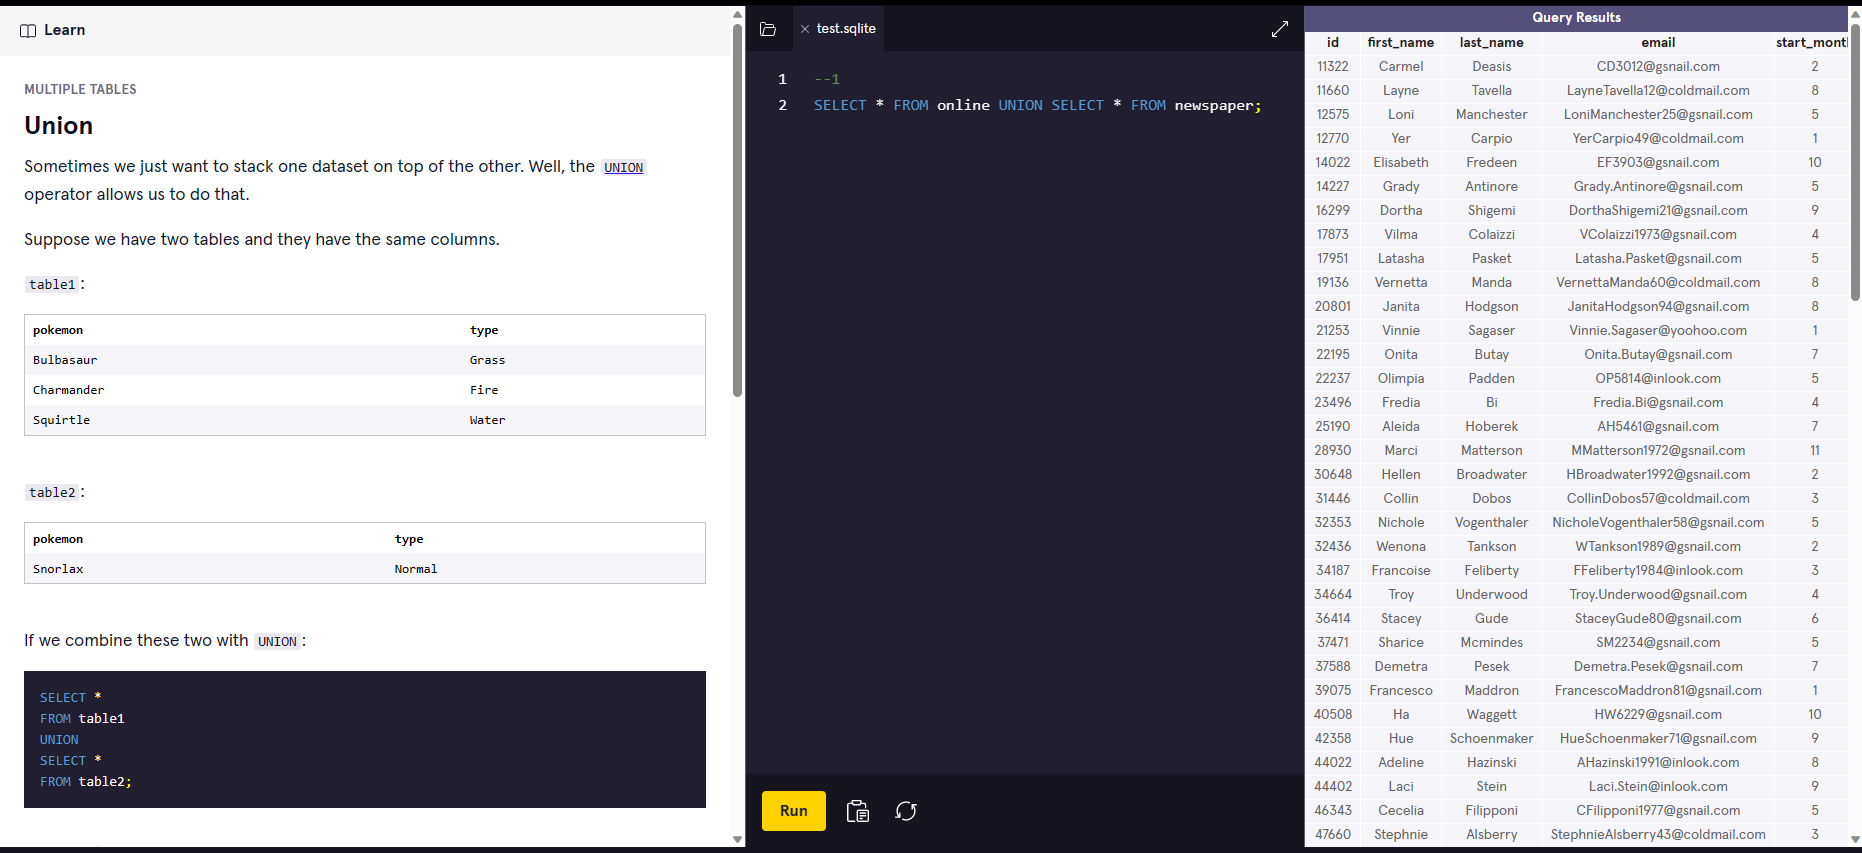 Learn
MULTIPLE TABLES
Union
Sometimes we just want to stack one dataset on top of the other. Well, the UNION
operator allows us to do that.
Suppose we have two tables and they have the same columns.
table1:
pokemon type
Bulbasaur Grass
Charmander Fire
Squirtle Water
table2:
pokemon type
Snorlax Normal
If we combine these two with UNION:
SELECT *
FROM table1
UNION
SELECT *
FROM table2;
test.sqlite
1 --1
2 SELECT * FROM online UNION SELECT * FROM newspaper;
Run
Query Results
id first_name last_name email start_month
11322 Carmel Deasis CD3012@gsnail.com 2
11660 Layne Tavella LayneTavella12@coldmail.com 8
12575 Loni Manchester LoniManchester25@gsnail.com 5
12770 Yer Carpio YerCarpio49@coldmail.com 1
14022 Elisabeth Fredeen EF3903@gsnail.com 10
14227 Grady Antinore Grady.Antinore@gsnail.com 5
16299 Dortha Shigemi DorthaShigemi21@gsnail.com 9
17873 Vilma Colaizzi VColaizzi1973@gsnail.com 4
17951 Latasha Pasket Latasha.Pasket@gsnail.com 5
19136 Vernetta Manda VernettaManda60@coldmail.com 8
20801 Janita Hodgson JanitaHodgson94@gsnail.com 8
21253 Vinnie Sagaser Vinnie.Sagaser@yoohoo.com 1
22195 Onita Butay Onita.Butay@gsnail.com 7
22237 Olimpia Padden OP5814@inlook.com 5
23496 Fredia Bi Fredia.Bi@gsnail.com 4
25190 Aleida Hoberek AH5461@gsnail.com 7
28930 Marci Matterson MMatterson1972@gsnail.com 11
30648 Hellen Broadwater HBroadwater1992@gsnail.com 2
31446 Collin Dobos CollinDobos57@coldmail.com 3
32353 Nichole Vogenthaler NicholeVogenthaler58@gsnail.com 5
32436 Wenona Tankson WTankson1989@gsnail.com 2
34187 Francoise Feliberty FFeliberty1984@inlook.com 3
34664 Troy Underwood Troy.Underwood@gsnail.com 4
36414 Stacey Gude StaceyGude80@gsnail.com 6
37471 Sharice Mcmindes SM2234@gsnail.com 5
37588 Demetra Pesek Demetra.Pesek@gsnail.com 7
39075 Francesco Maddron FrancescoMaddron81@gsnail.com 1
40508 Ha Waggett HW6229@gsnail.com 10
42358 Hue Schoenmaker HueSchoenmaker71@gsnail.com 9
44022 Adeline Hazinski AHazinski1991@inlook.com 8
44402 Laci Stein Laci.Stein@inlook.com 9
46343 Cecelia Filipponi CFilipponi1977@gsnail.com 5
47660 Stephnie Alsberry StephnieAlsberry43@coldmail.com 3